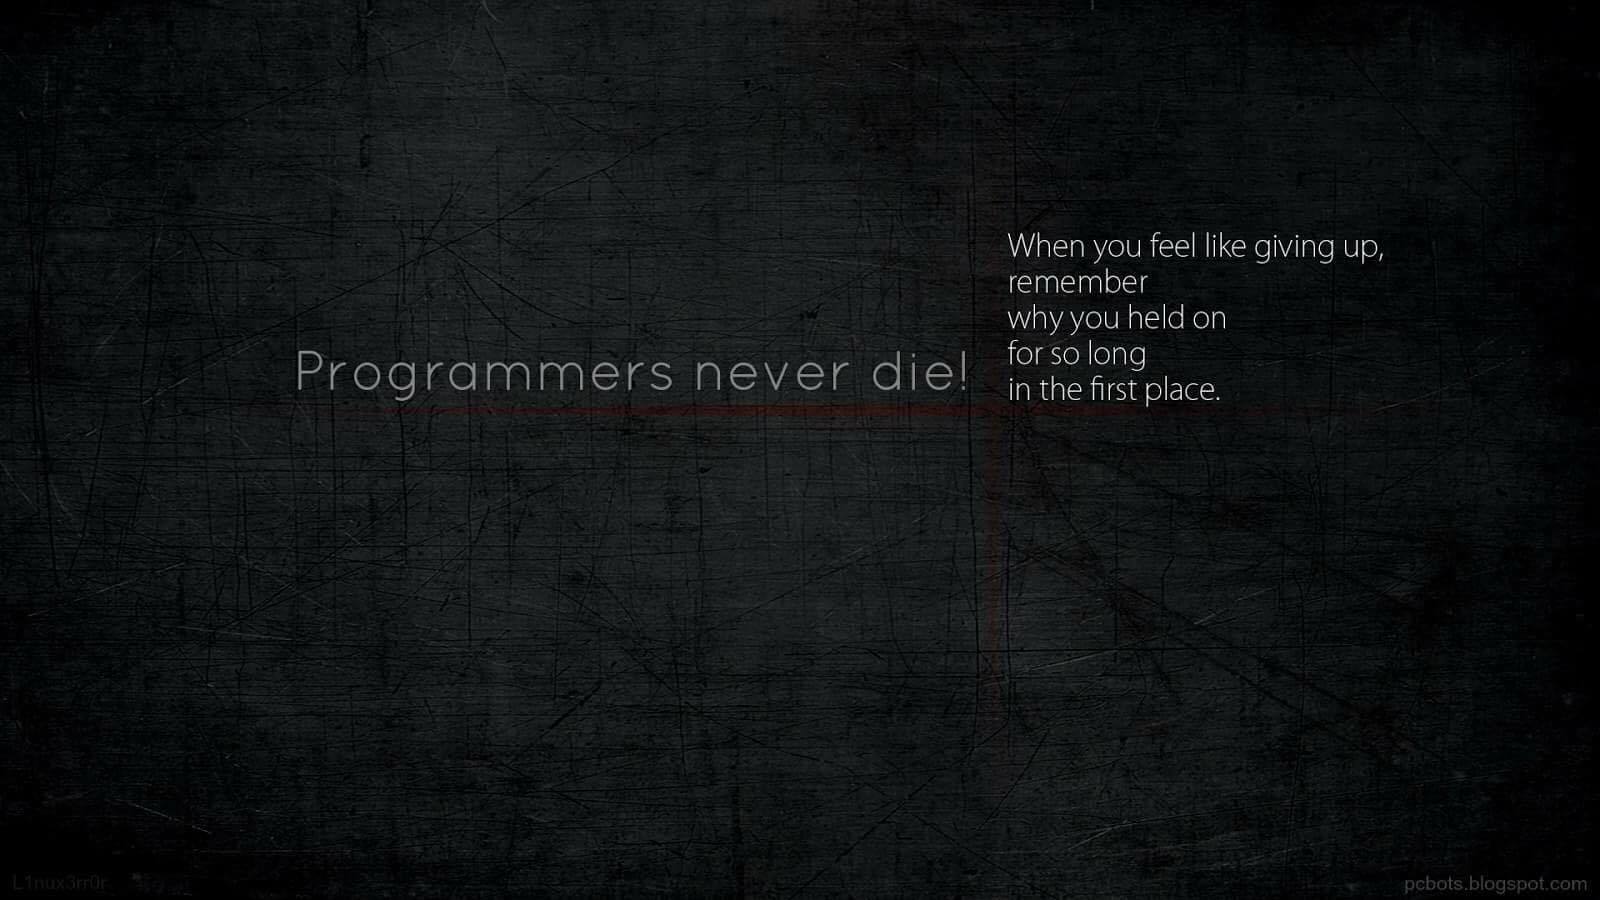 Programmers never die!
When you feel like giving up,
remember
why you held on
for so long
in the first place.
L1nux3rr0r
pcbots.blogspot.com